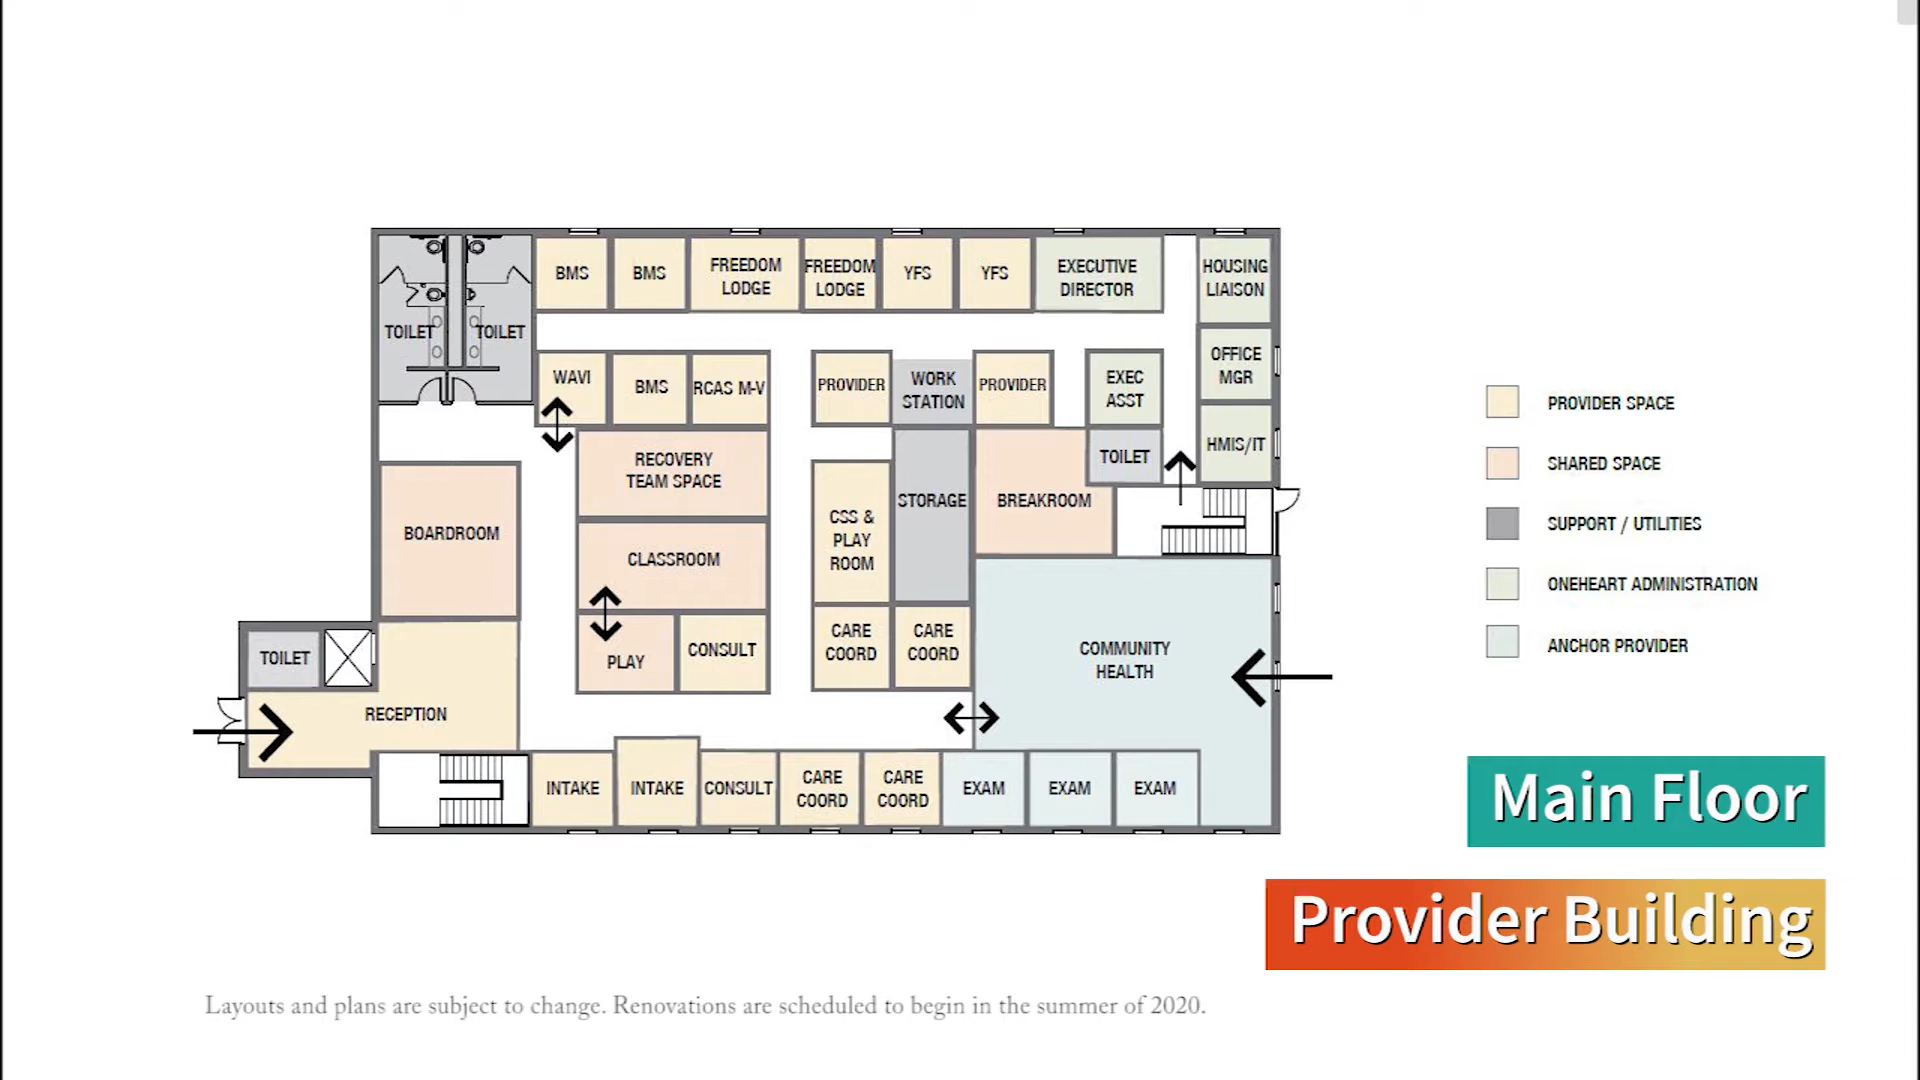 BMS
BMS
FREEDOM
LODGE
FREEDOM
LODGE
YFS
YFS
EXECUTIVE
DIRECTOR
HOUSING
LIAISON
TOILET
TOILET
WAVI
BMS
RCAS M-V
PROVIDER
WORK
STATION
PROVIDER
EXEC
ASST
OFFICE
MGR
HMIS/IT
TOILET
RECOVERY
TEAM SPACE
BOARDROOM
CLASSROOM
CSS &
PLAY
ROOM
STORAGE
BREAKROOM
PLAY
CONSULT
CARE
COORD
CARE
COORD
COMMUNITY
HEALTH
TOILET
RECEPTION
INTAKE
INTAKE
CONSULT
CARE
COORD
CARE
COORD
EXAM
EXAM
EXAM
PROVIDER SPACE
SHARED SPACE
SUPPORT / UTILITIES
ONEHEART ADMINISTRATION
ANCHOR PROVIDER
Main Floor
Provider Building
Layouts and plans are subject to change. Renovations are scheduled to begin in the summer of 2020.